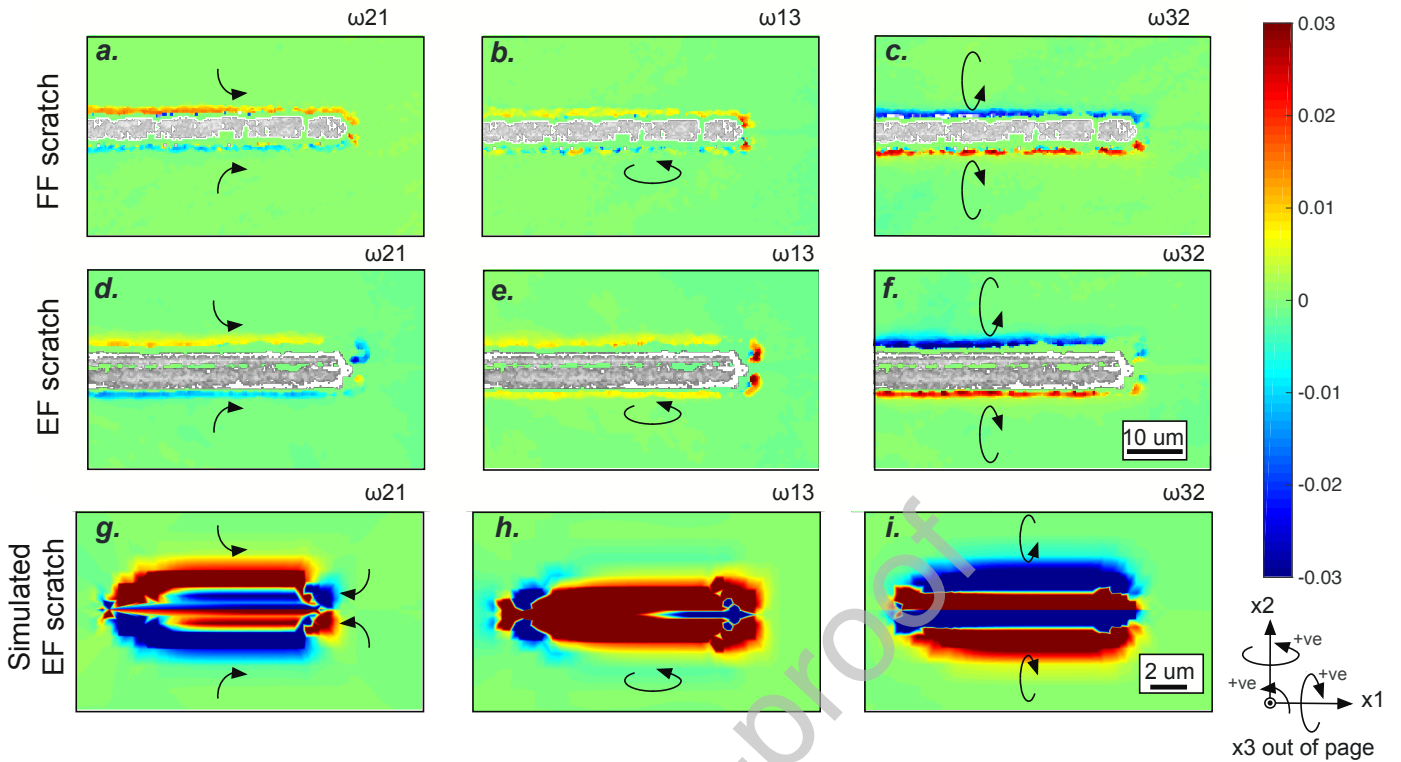 ω21
ω13
ω32
FF scratch
a.
b.
c.
0.03
0.02
0.01
0
-0.01
-0.02
-0.03
ω21
ω13
ω32
EF scratch
d.
e.
f.
10 um
ω21
ω13
ω32
Simulated
EF scratch
g.
h.
i.
2 um
proof
x2
+ve
+ve
+ve
x1
x3 out of page